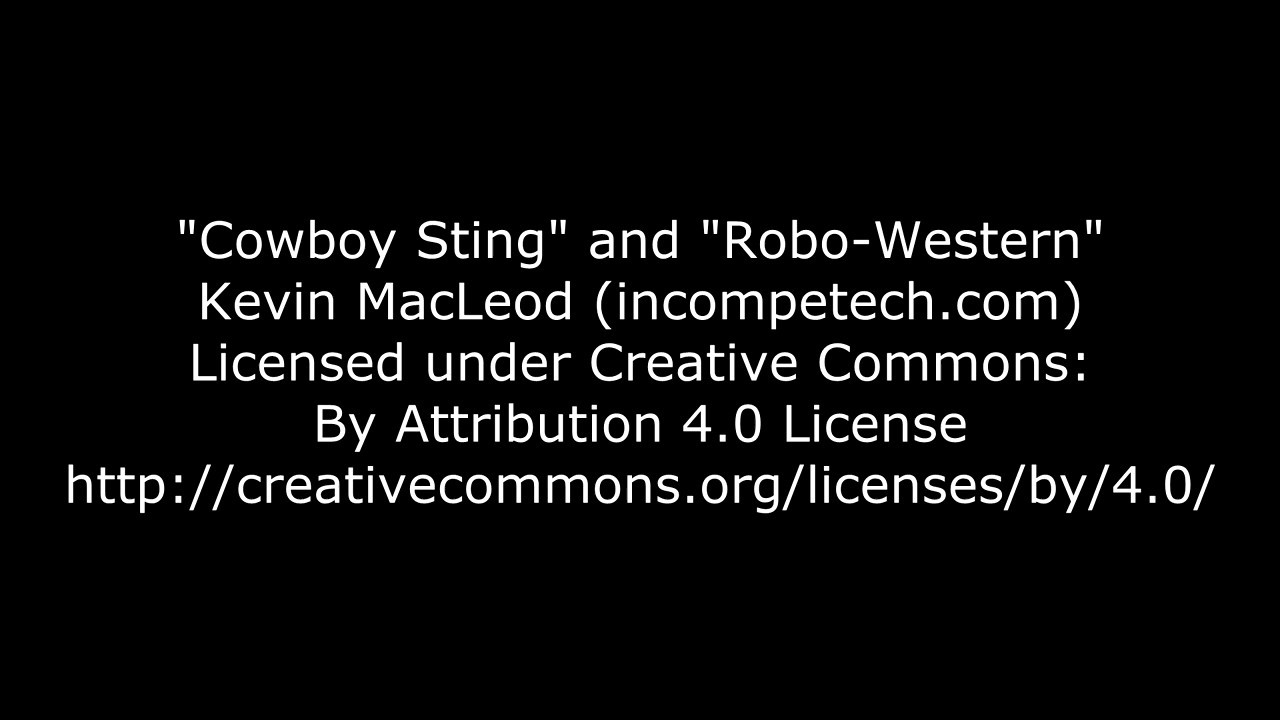 "Cowboy Sting" and "Robo-Western"
Kevin MacLeod (incompetech.com)
Licensed under Creative Commons:
By Attribution 4.0 License
http://creativecommons.org/licenses/by/4.0/